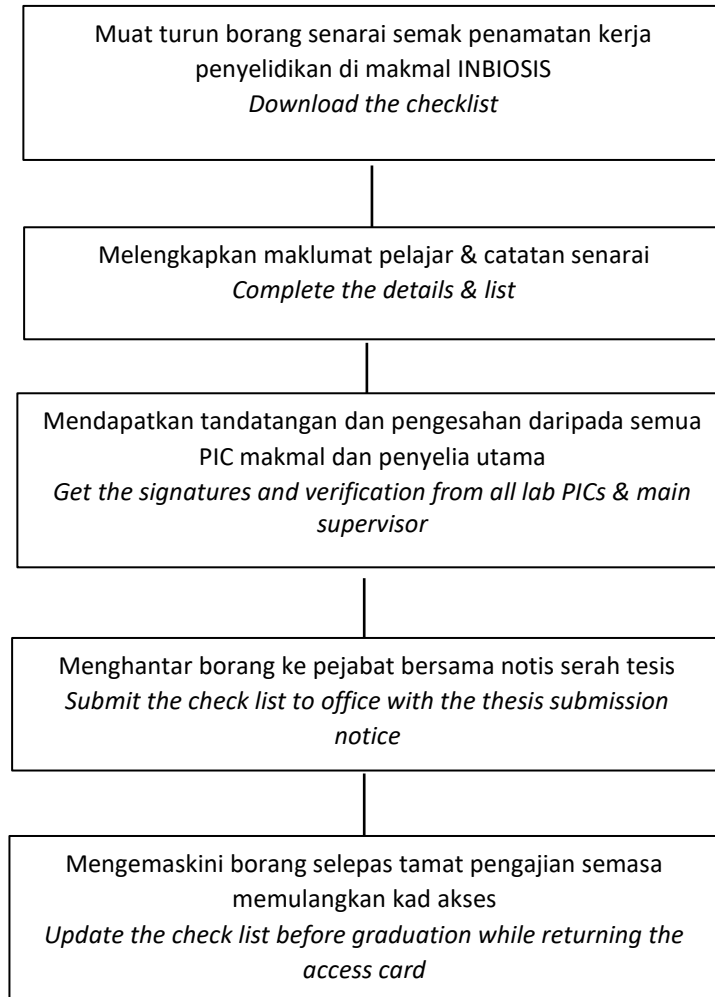 Muat turun borang senarai semak penamatan kerja
penyelidikan di makmal INBIOSIS
Download the checklist
Melengkapkan maklumat pelajar & catatan senarai
Complete the details & list
Mendapatkan tandatangan dan pengesahan daripada semua
PIC makmal dan penyelia utama
Get the signatures and verification from all lab PICs & main
supervisor
Menghantar borang ke pejabat bersama notis serah tesis
Submit the check list to office with the thesis submission
notice
Mengemaskini borang selepas tamat pengajian semasa
memulangkan kad akses
Update the check list before graduation while returning the
access card